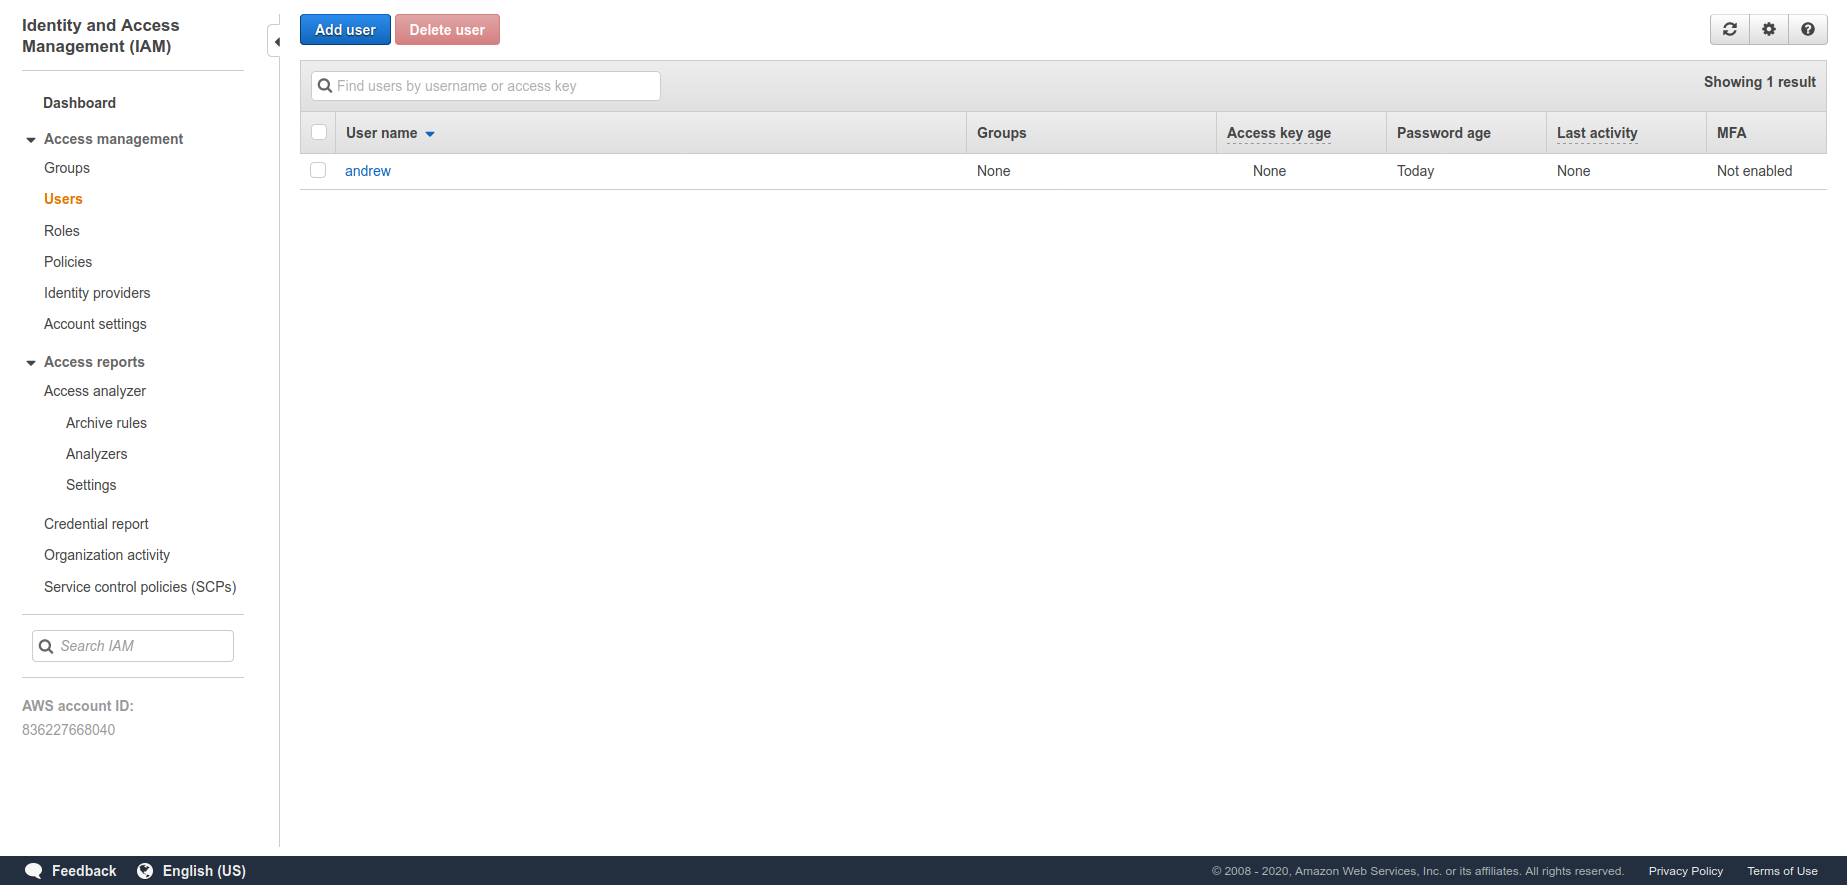 Identity and Access
Management (IAM)
Dashboard
Access management
Groups
Users
Roles
Policies
Identity providers
Account settings
Access reports
Access analyzer
Archive rules
Analyzers
Settings
Credential report
Organization activity
Service control policies (SCPs)
Search IAM
AWS account ID:
836227668040
Add user Delete user
Find users by username or access key Showing 1 result
User name Groups Access key age Password age Last activity MFA
andrew None None Today None Not enabled
Feedback English (US) © 2008 - 2020, Amazon Web Services, Inc. or its affiliates. All rights reserved. Privacy Policy Terms of Use